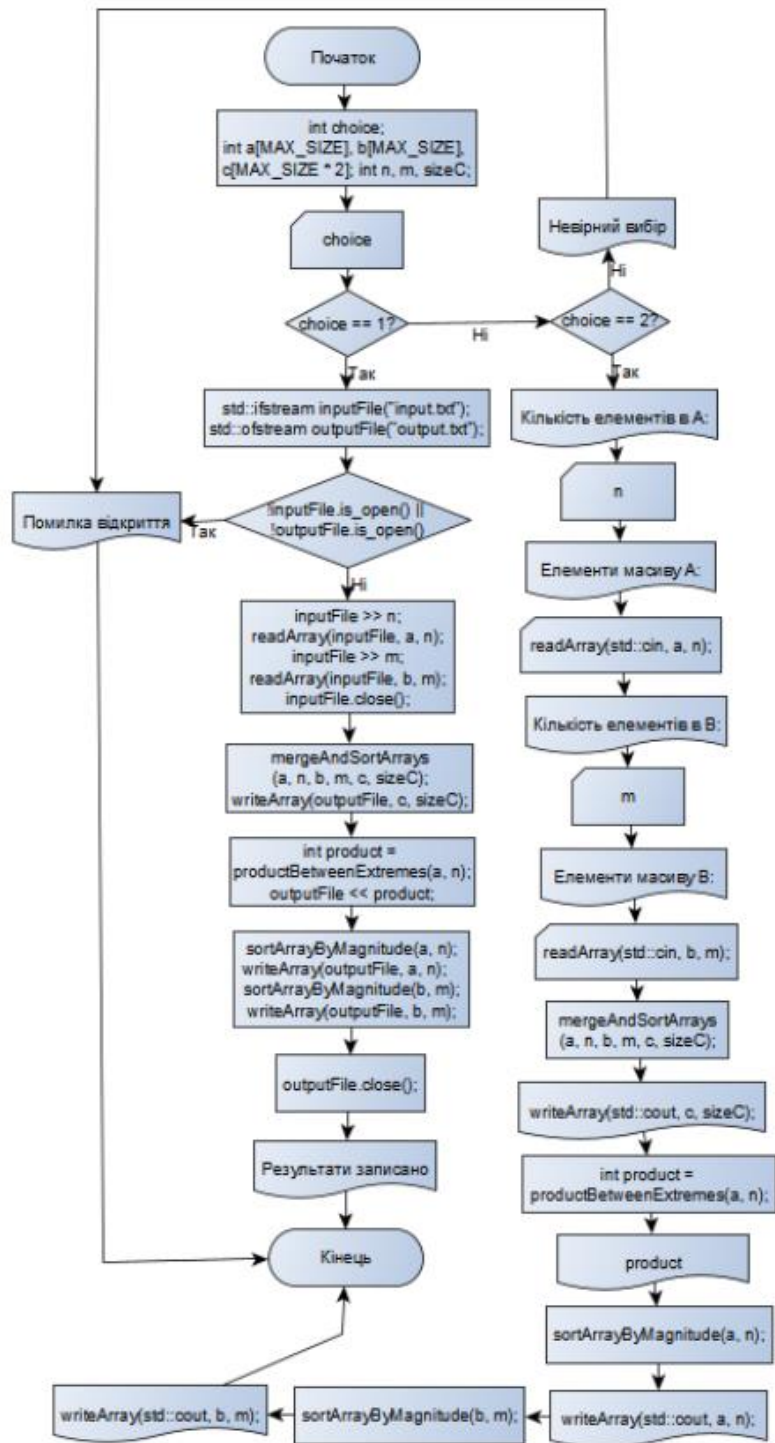 Початок
int choice;
int a[MAX_SIZE], b[MAX_SIZE],
c[MAX_SIZE * 2]; int n, m, sizeC;
choice
choice == 1?
Ні
Так
choice == 2?
Ні
Так
Невірний вибір
std::ifstream inputFile("input.txt");
std::ofstream outputFile("output.txt");
!inputFile.is_open() ||
!outputFile.is_open()
Так
Ні
Помилка відкриття
inputFile >> n;
readArray(inputFile, a, n);
inputFile >> m;
readArray(inputFile, b, m);
inputFile.close();
mergeAndSortArrays
(a, n, b, m, c, sizeC);
writeArray(outputFile, c, sizeC);
int product =
productBetweenExtremes(a, n);
outputFile << product;
sortArrayByMagnitude(a, n);
writeArray(outputFile, a, n);
sortArrayByMagnitude(b, m);
writeArray(outputFile, b, m);
outputFile.close();
Результати записано
Кінець
Кількість елементів в A:
n
Елементи масиву A:
readArray(std::cin, a, n);
Кількість елементів в B:
m
Елементи масиву B:
readArray(std::cin, b, m);
mergeAndSortArrays
(a, n, b, m, c, sizeC);
writeArray(std::cout, c, sizeC);
int product =
productBetweenExtremes(a, n);
product
sortArrayByMagnitude(a, n);
writeArray(std::cout, a, n);
sortArrayByMagnitude(b, m);
writeArray(std::cout, b, m);